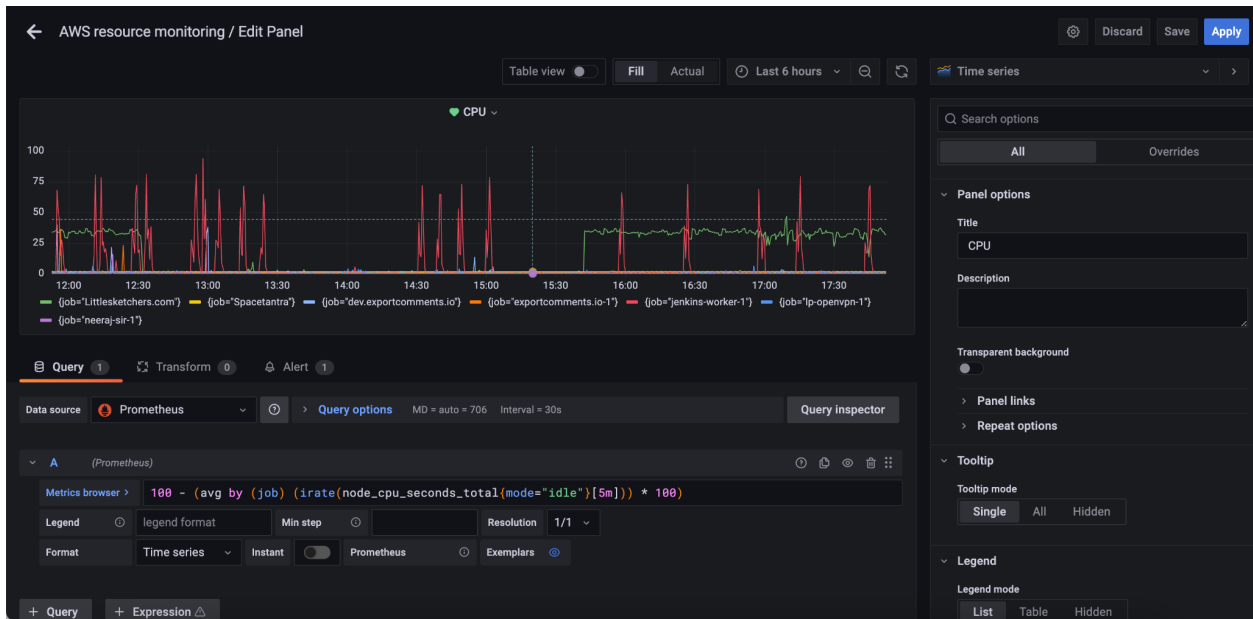 AWS resource monitoring / Edit Panel
Discard
Save
Apply
Table view
Fill
Actual
Last 6 hours
Time series
CPU
100
75
50
25
0
12:00
12:30
13:00
13:30
14:00
14:30
15:00
15:30
16:00
16:30
17:00
17:30
{job="Littlesketchers.com"}
{job="Spacetantra"}
{job="dev.exportcomments.io"}
{job="exportcomments.io-1"}
{job="jenkins-worker-1"}
{job="lp-openvpn-1"}
{job="neeraj-sir-1"}
Query 1
Transform 0
Alert 1
Data source
Prometheus
Query options
MD = auto = 706
Interval = 30s
Query inspector
A
(Prometheus)
Metrics browser >
100 - (avg by (job) (irate(node_cpu_seconds_total{mode="idle"}[5m])) * 100)
Legend
legend format
Min step
Resolution
1/1
Format
Time series
Instant
Prometheus
Exemplars
+ Query
+ Expression
Search options
All
Overrides
Panel options
Title
CPU
Description
Transparent background
Panel links
Repeat options
Tooltip
Tooltip mode
Single
All
Hidden
Legend
Legend mode
List
Table
Hidden